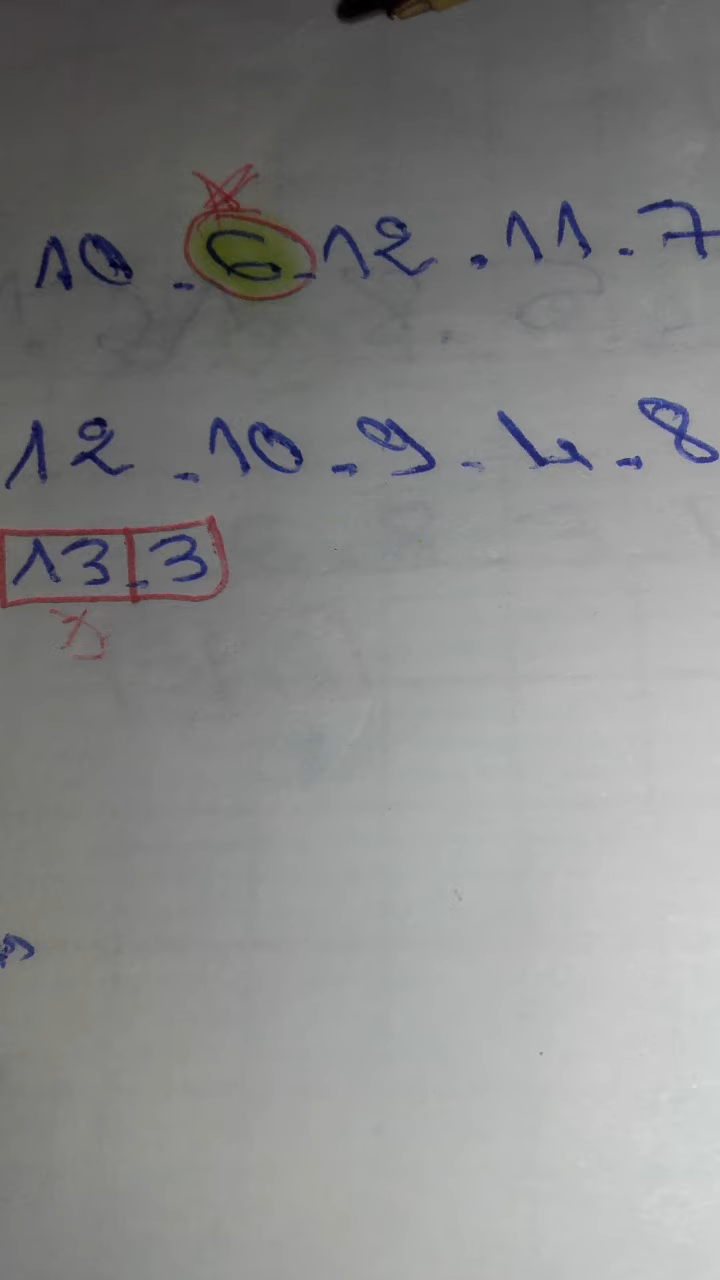 10 . 6 . 12 . 11 . 7
12 . 10 . 9 . 4 . 8
13 . 3